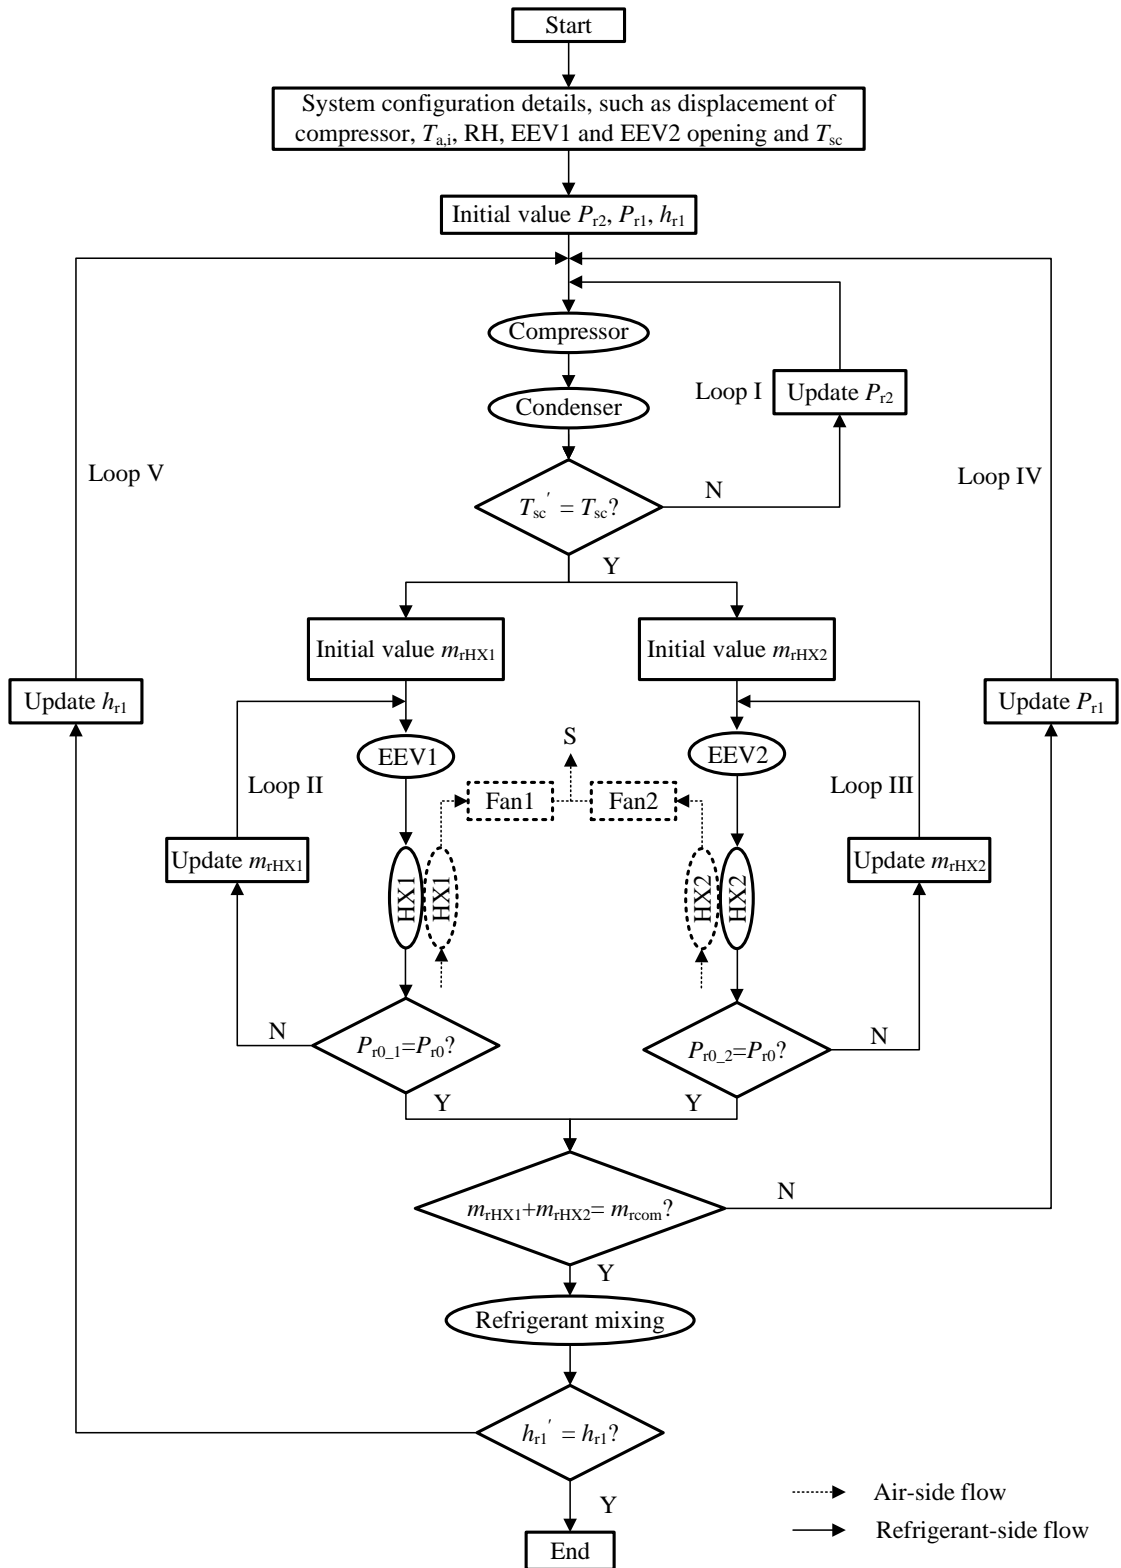 Start
System configuration details, such as displacement of
compressor, Ta,i, RH, EEV1 and EEV2 opening and Tsc
Initial value Pr2, Pr1, hr1
Compressor
Loop I
Update Pr2
Condenser
Loop V
Loop IV
N
Tsc′ = Tsc?
Y
Initial value mrHX1
Initial value mrHX2
Update hr1
Update Pr1
S
EEV1
EEV2
Loop II
Fan1
Fan2
Loop III
Update mrHX1
Update mrHX2
HX1
HX1
HX2
HX2
N
Pr0_1=Pr0?
Pr0_2=Pr0?
N
Y
Y
N
mrHX1+mrHX2= mrcom?
Y
Refrigerant mixing
hr1′ = hr1?
Y
Air-side flow
Refrigerant-side flow
End